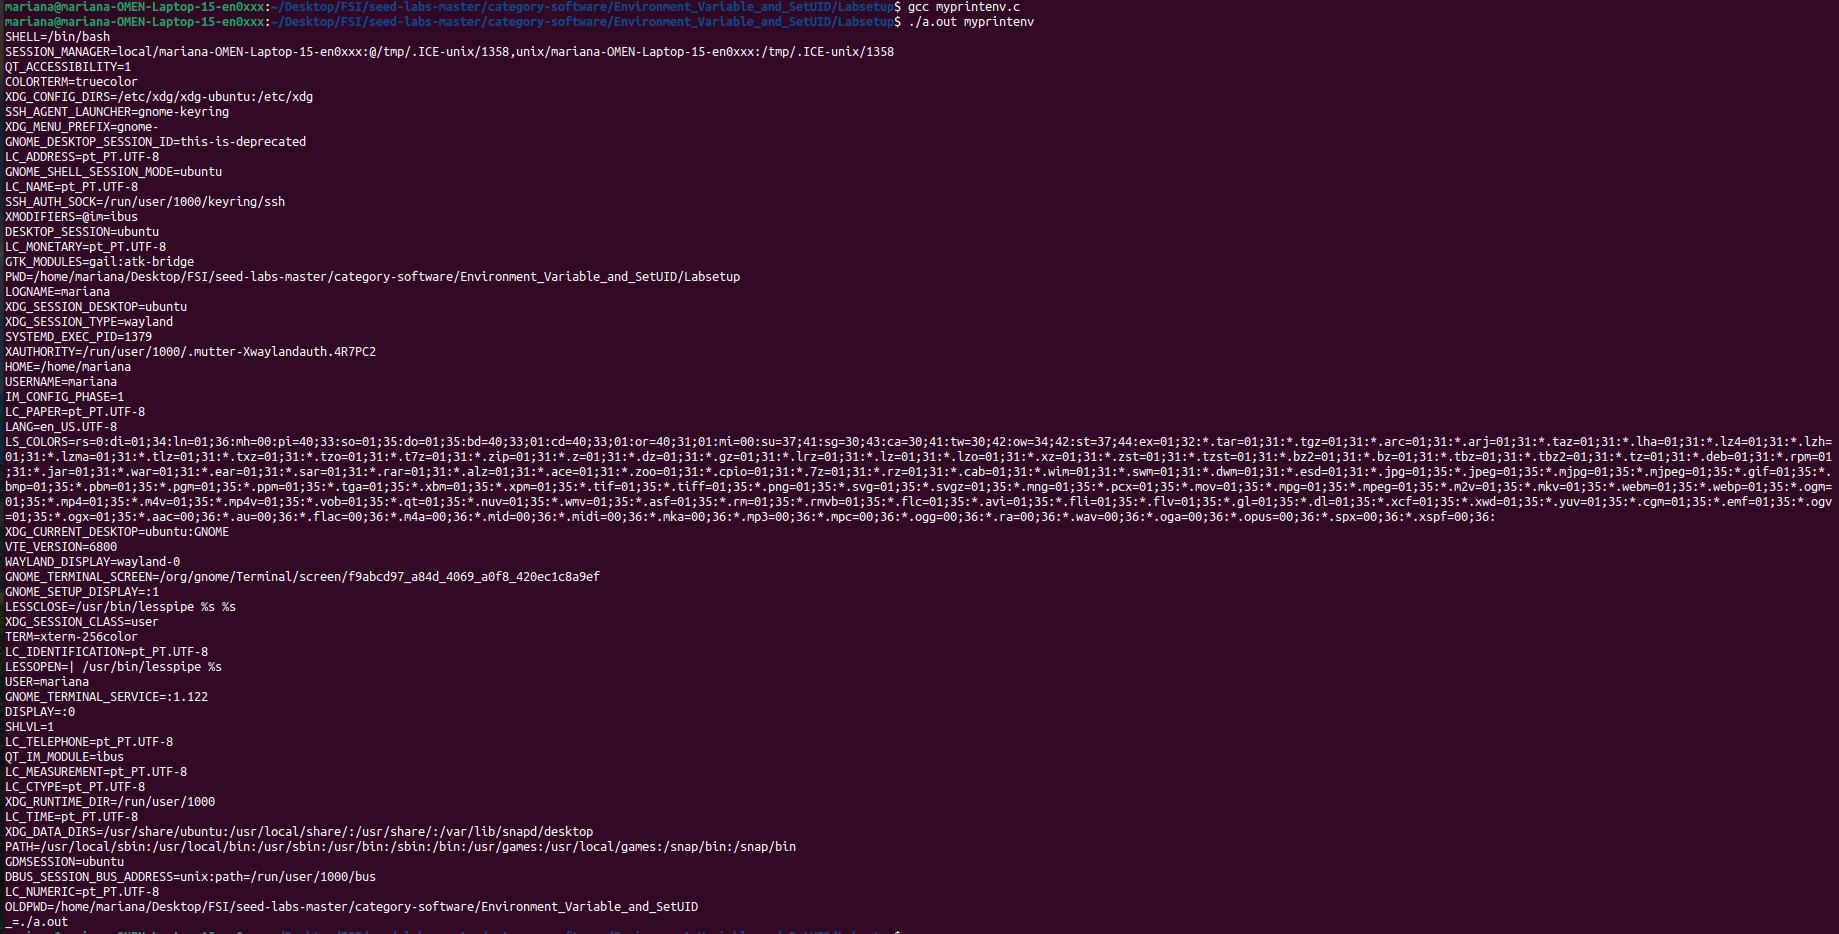 mariana@mariana-OMEN-Laptop-15-en0xxx:~/Desktop/FSI/seed-labs-master/category-software/Environment_Variable_and_SetUID/Labsetup$ gcc myprintenv.c
mariana@mariana-OMEN-Laptop-15-en0xxx:~/Desktop/FSI/seed-labs-master/category-software/Environment_Variable_and_SetUID/Labsetup$ ./a.out myprintenv
SHELL=/bin/bash
SESSION_MANAGER=local/mariana-OMEN-Laptop-15-en0xxx:@/tmp/.ICE-unix/1358,unix/mariana-OMEN-Laptop-15-en0xxx:/tmp/.ICE-unix/1358
QT_ACCESSIBILITY=1
COLORTERM=truecolor
XDG_CONFIG_DIRS=/etc/xdg/xdg-ubuntu:/etc/xdg
SSH_AGENT_LAUNCHER=gnome-keyring
XDG_MENU_PREFIX=gnome-
GNOME_DESKTOP_SESSION_ID=this-is-deprecated
LC_ADDRESS=pt_PT.UTF-8
GNOME_SHELL_SESSION_MODE=ubuntu
LC_NAME=pt_PT.UTF-8
SSH_AUTH_SOCK=/run/user/1000/keyring/ssh
XMODIFIERS=@im=ibus
DESKTOP_SESSION=ubuntu
LC_MONETARY=pt_PT.UTF-8
GTK_MODULES=gail:atk-bridge
PWD=/home/mariana/Desktop/FSI/seed-labs-master/category-software/Environment_Variable_and_SetUID/Labsetup
LOGNAME=mariana
XDG_SESSION_DESKTOP=ubuntu
XDG_SESSION_TYPE=wayland
SYSTEMD_EXEC_PID=1379
XAUTHORITY=/run/user/1000/.mutter-Xwaylandauth.4R7PC2
HOME=/home/mariana
USERNAME=mariana
IM_CONFIG_PHASE=1
LC_PAPER=pt_PT.UTF-8
LANG=en_US.UTF-8
LS_COLORS=rs=0:di=01;34:ln=01;36:mh=00:pi=40;33:so=01;35:do=01;35:bd=40;33;01:cd=40;33;01:or=40;31;01:mi=00:su=37;41:sg=30;43:ca=30;41:tw=30;42:ow=34;42:st=37;44:ex=01;32:*.tar=01;31:*.tgz=01;31:*.arc=01;31:*.arj=01;31:*.taz=01;31:*.lha=01;31:*.lz4=01;31:*.lzh=
01;31:*.lzma=01;31:*.tlz=01;31:*.txz=01;31:*.tzo=01;31:*.t7z=01;31:*.zip=01;31:*.z=01;31:*.dz=01;31:*.gz=01;31:*.lrz=01;31:*.lz=01;31:*.lzo=01;31:*.xz=01;31:*.zst=01;31:*.tzst=01;31:*.bz2=01;31:*.bz=01;31:*.tbz=01;31:*.tbz2=01;31:*.tz=01;31:*.deb=01;31:*.rpm=01
;31:*.jar=01;31:*.war=01;31:*.ear=01;31:*.sar=01;31:*.rar=01;31:*.alz=01;31:*.ace=01;31:*.zoo=01;31:*.cpio=01;31:*.7z=01;31:*.rz=01;31:*.cab=01;31:*.wim=01;31:*.swm=01;31:*.dwm=01;31:*.esd=01;31:*.jpg=01;35:*.jpeg=01;35:*.mjpg=01;35:*.mjpeg=01;35:*.gif=01;35:*.
bmp=01;35:*.pbm=01;35:*.pgm=01;35:*.ppm=01;35:*.tga=01;35:*.xbm=01;35:*.xpm=01;35:*.tif=01;35:*.tiff=01;35:*.png=01;35:*.svg=01;35:*.svgz=01;35:*.mng=01;35:*.pcx=01;35:*.mov=01;35:*.mpg=01;35:*.mpeg=01;35:*.m2v=01;35:*.mkv=01;35:*.webm=01;35:*.webp=01;35:*.ogm=
01;35:*.mp4=01;35:*.m4v=01;35:*.mp4v=01;35:*.vob=01;35:*.qt=01;35:*.nuv=01;35:*.wmv=01;35:*.asf=01;35:*.rm=01;35:*.rmvb=01;35:*.flc=01;35:*.avi=01;35:*.fli=01;35:*.flv=01;35:*.gl=01;35:*.dl=01;35:*.xcf=01;35:*.xwd=01;35:*.yuv=01;35:*.cgm=01;35:*.emf=01;35:*.ogv
=01;35:*.ogx=01;35:*.aac=00;36:*.au=00;36:*.flac=00;36:*.m4a=00;36:*.mid=00;36:*.midi=00;36:*.mka=00;36:*.mp3=00;36:*.mpc=00;36:*.ogg=00;36:*.ra=00;36:*.wav=00;36:*.oga=00;36:*.opus=00;36:*.spx=00;36:*.xspf=00;36:
XDG_CURRENT_DESKTOP=ubuntu:GNOME
VTE_VERSION=6800
WAYLAND_DISPLAY=wayland-0
GNOME_TERMINAL_SCREEN=/org/gnome/Terminal/screen/f9abcd97_a84d_4069_a0f8_420ec1c8a9ef
GNOME_SETUP_DISPLAY=:1
LESSCLOSE=/usr/bin/lesspipe %s %s
XDG_SESSION_CLASS=user
TERM=xterm-256color
LC_IDENTIFICATION=pt_PT.UTF-8
LESSOPEN=| /usr/bin/lesspipe %s
USER=mariana
GNOME_TERMINAL_SERVICE=:1.122
DISPLAY=:0
SHLVL=1
LC_TELEPHONE=pt_PT.UTF-8
QT_IM_MODULE=ibus
LC_MEASUREMENT=pt_PT.UTF-8
LC_CTYPE=pt_PT.UTF-8
XDG_RUNTIME_DIR=/run/user/1000
LC_TIME=pt_PT.UTF-8
XDG_DATA_DIRS=/usr/share/ubuntu:/usr/local/share/:/usr/share/:/var/lib/snapd/desktop
PATH=/usr/local/sbin:/usr/local/bin:/usr/sbin:/usr/bin:/sbin:/bin:/usr/games:/usr/local/games:/snap/bin:/snap/bin
GDMSESSION=ubuntu
DBUS_SESSION_BUS_ADDRESS=unix:path=/run/user/1000/bus
LC_NUMERIC=pt_PT.UTF-8
OLDPWD=/home/mariana/Desktop/FSI/seed-labs-master/category-software/Environment_Variable_and_SetUID
_=./a.out